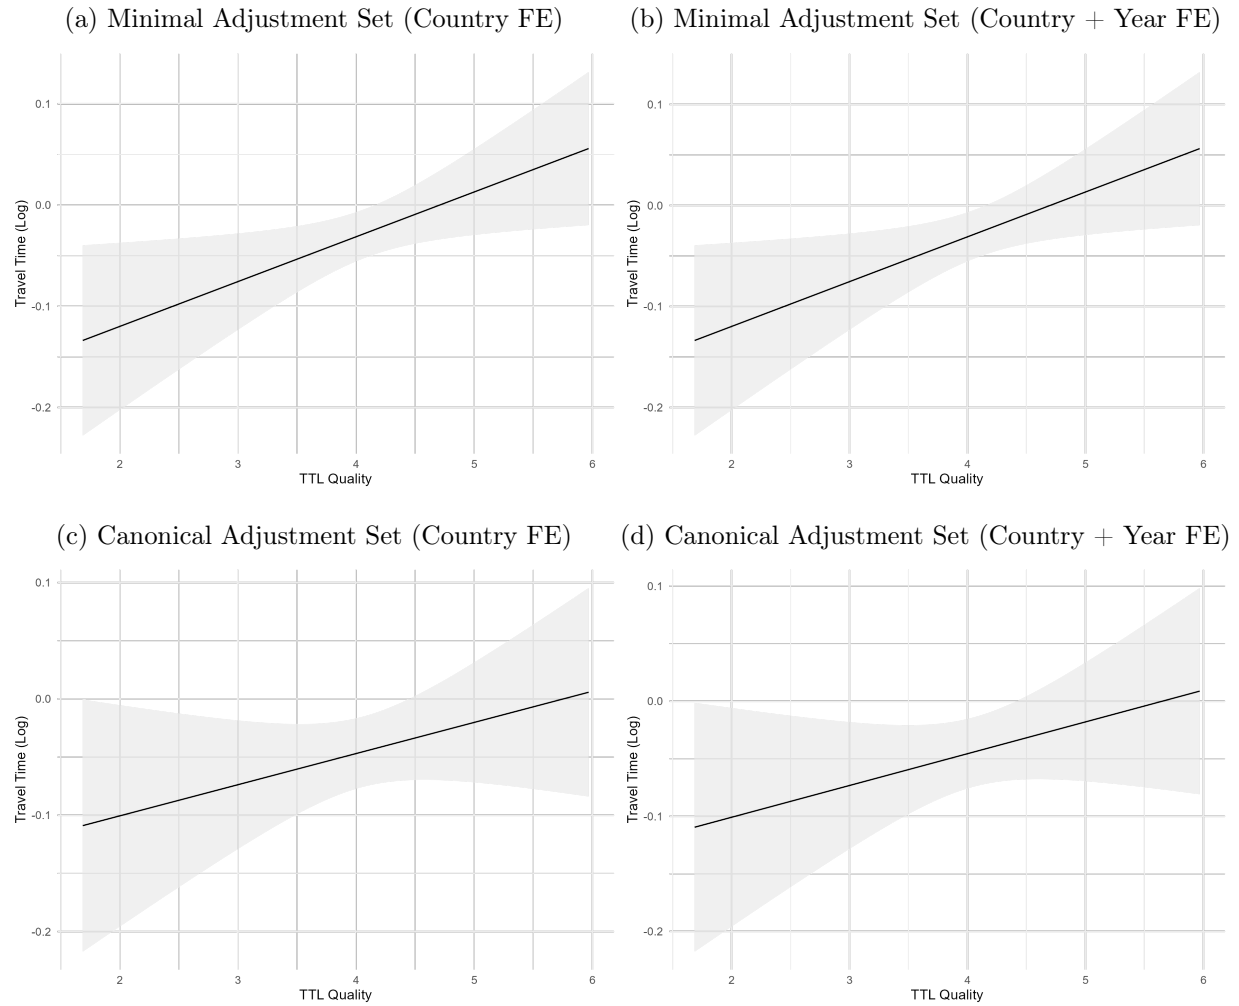 (a) Minimal Adjustment Set (Country FE)
(b) Minimal Adjustment Set (Country + Year FE)
0.1
0.0
-0.1
-0.2
Travel Time (Log)
2 3 4 5 6
TTL Quality
0.1
0.0
-0.1
-0.2
Travel Time (Log)
2 3 4 5 6
TTL Quality
(c) Canonical Adjustment Set (Country FE)
(d) Canonical Adjustment Set (Country + Year FE)
0.1
0.0
-0.1
-0.2
Travel Time (Log)
2 3 4 5 6
TTL Quality
0.1
0.0
-0.1
-0.2
Travel Time (Log)
2 3 4 5 6
TTL Quality